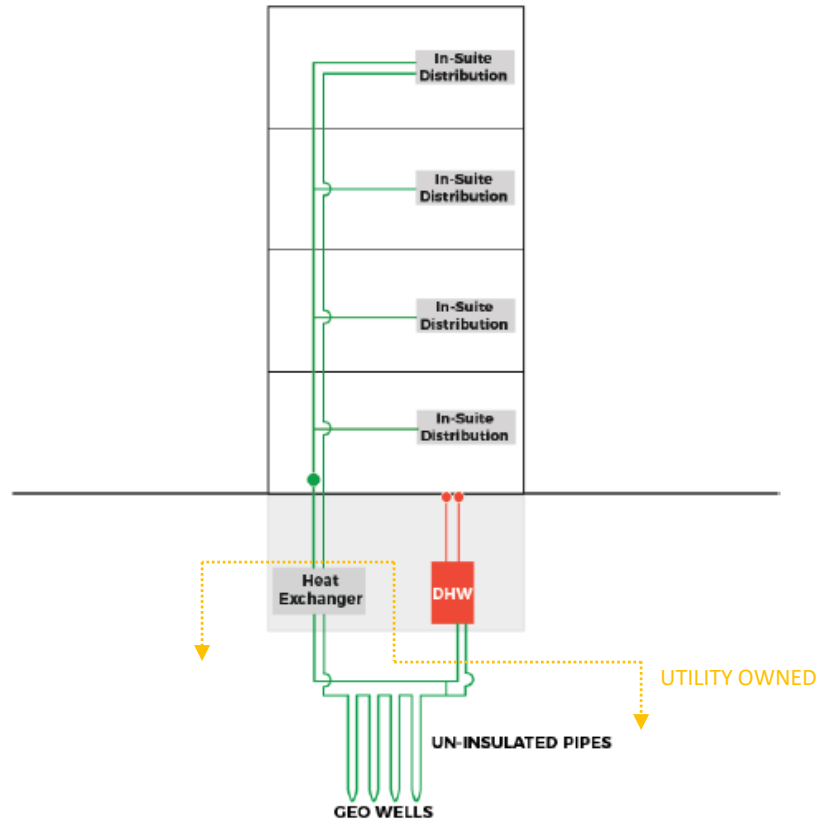 In-Suite
Distribution
In-Suite
Distribution
In-Suite
Distribution
In-Suite
Distribution
Heat
Exchanger
DHW
UTILITY OWNED
UN-INSULATED PIPES
GEO WELLS